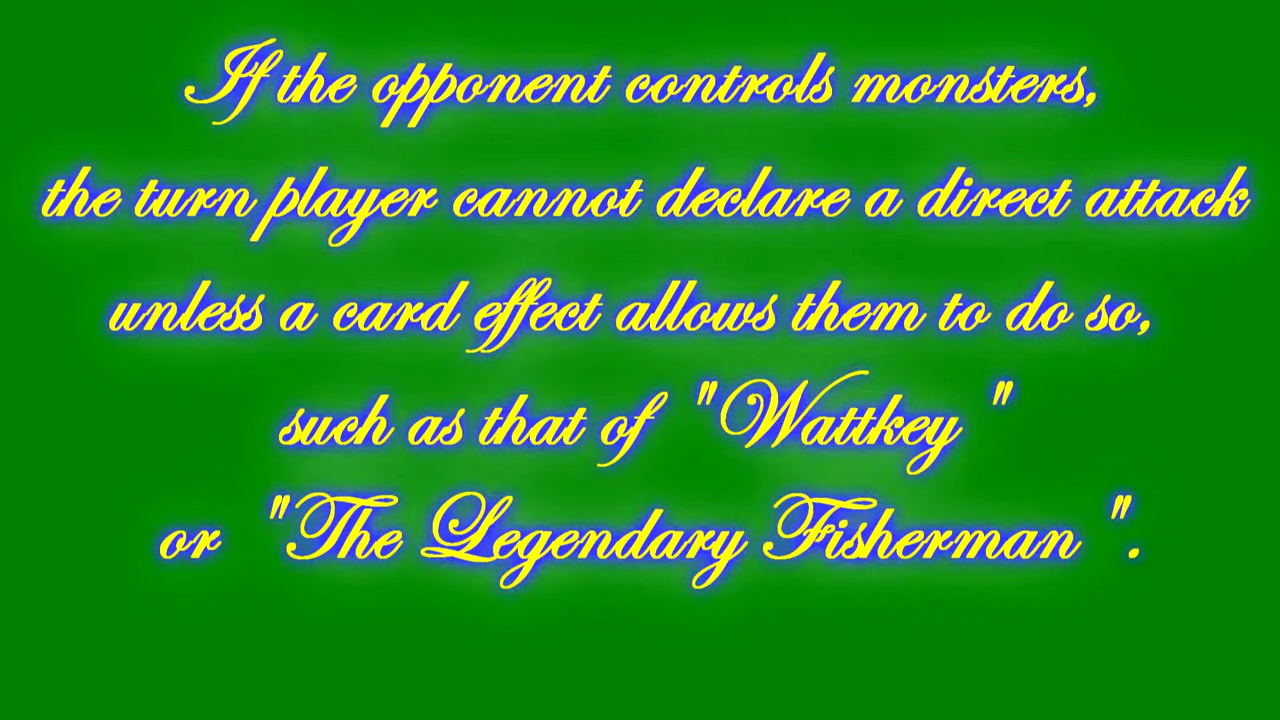 If the opponent controls monsters,
the turn player cannot declare a direct attack
unless a card effect allows them to do so,
such as that of "Wattkey "
or "The Legendary Fisherman ".